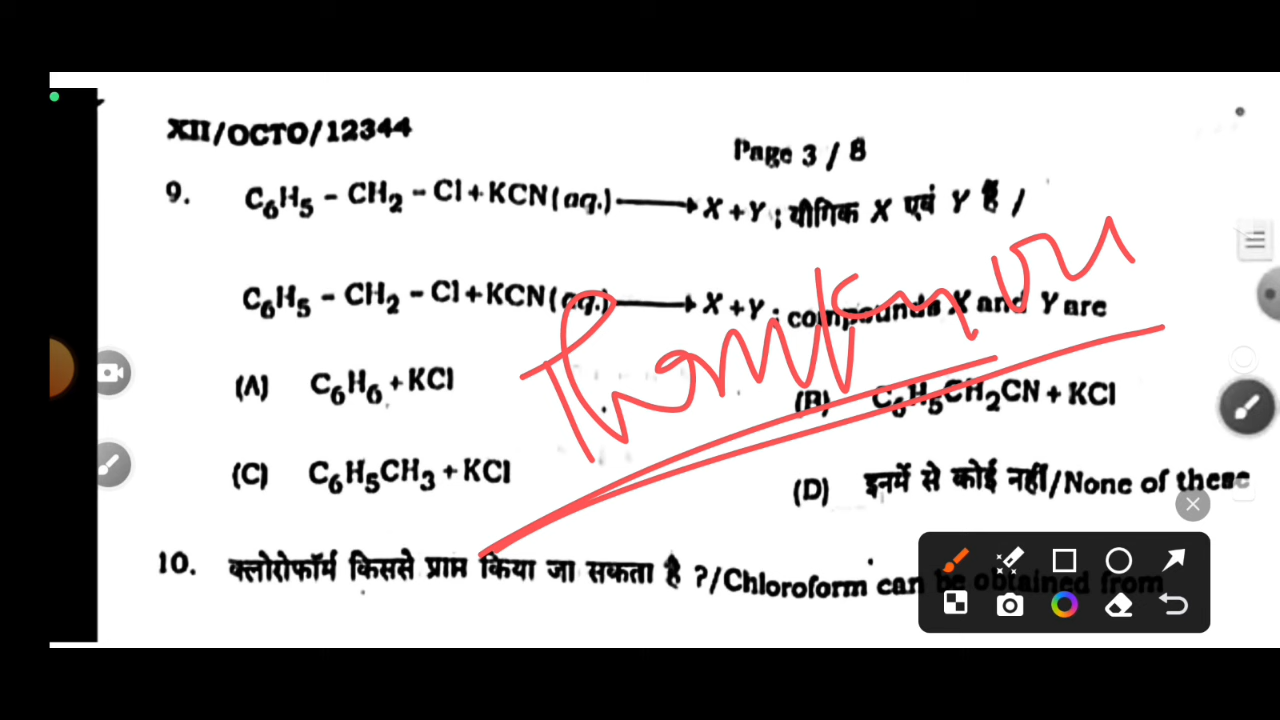 XII/OCTO/12344
Page 3 / 8
9. C₆H₅ - CH₂ - Cl + KCN (aq.) ⟶ X + Y ; यौगिक X एवं Y हैं /
C₆H₅ - CH₂ - Cl + KCN (aq.) ⟶ X + Y ; compounds X and Y are
(A) C₆H₆ + KCl
(B) C₆H₅CH₂CN + KCl
(C) C₆H₅CH₃ + KCl
(D) इनमें से कोई नहीं/None of these
Thank you
10. क्लोरोफॉर्म किससे प्राप्त किया जा सकता है ?/Chloroform can be obtained from